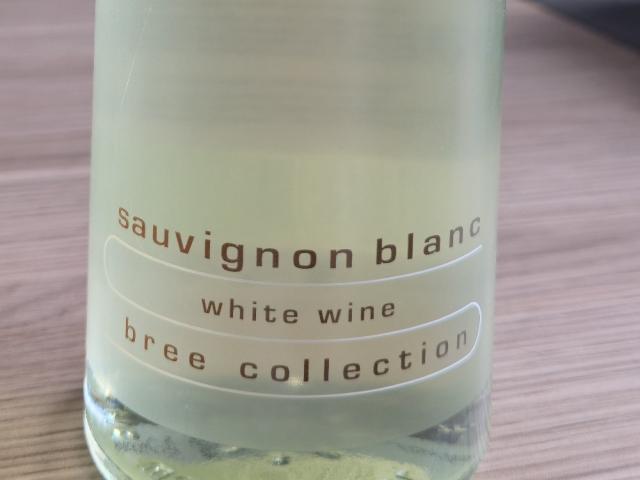 sauvignon blanc
white wine
bree collection